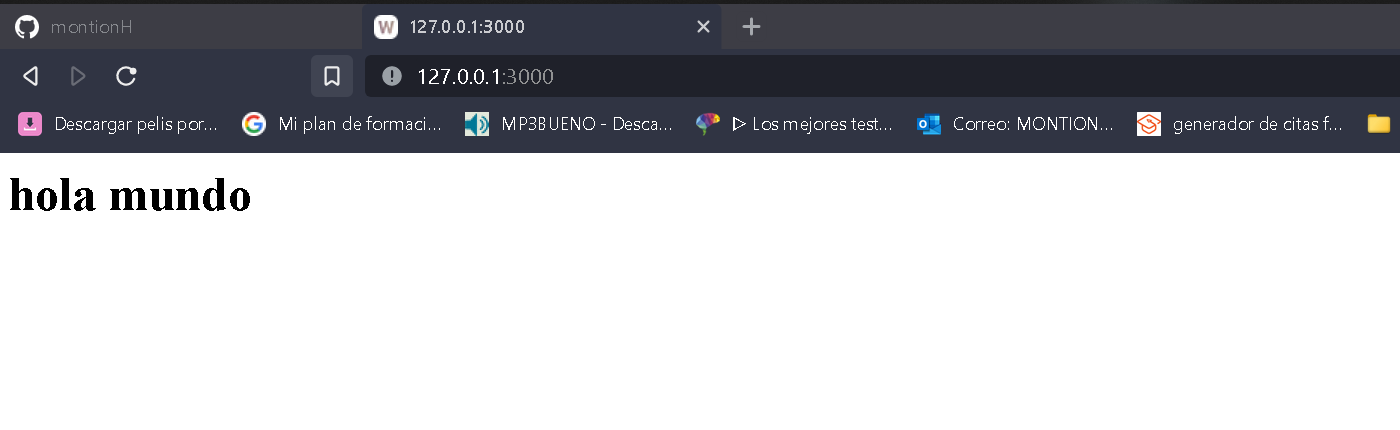 montionH
W 127.0.0.1:3000
127.0.0.1:3000
Descargar pelis por... Mi plan de formaci... MP3BUENO - Desca... ᐅ Los mejores test... Correo: MONTION... generador de citas f...
hola mundo